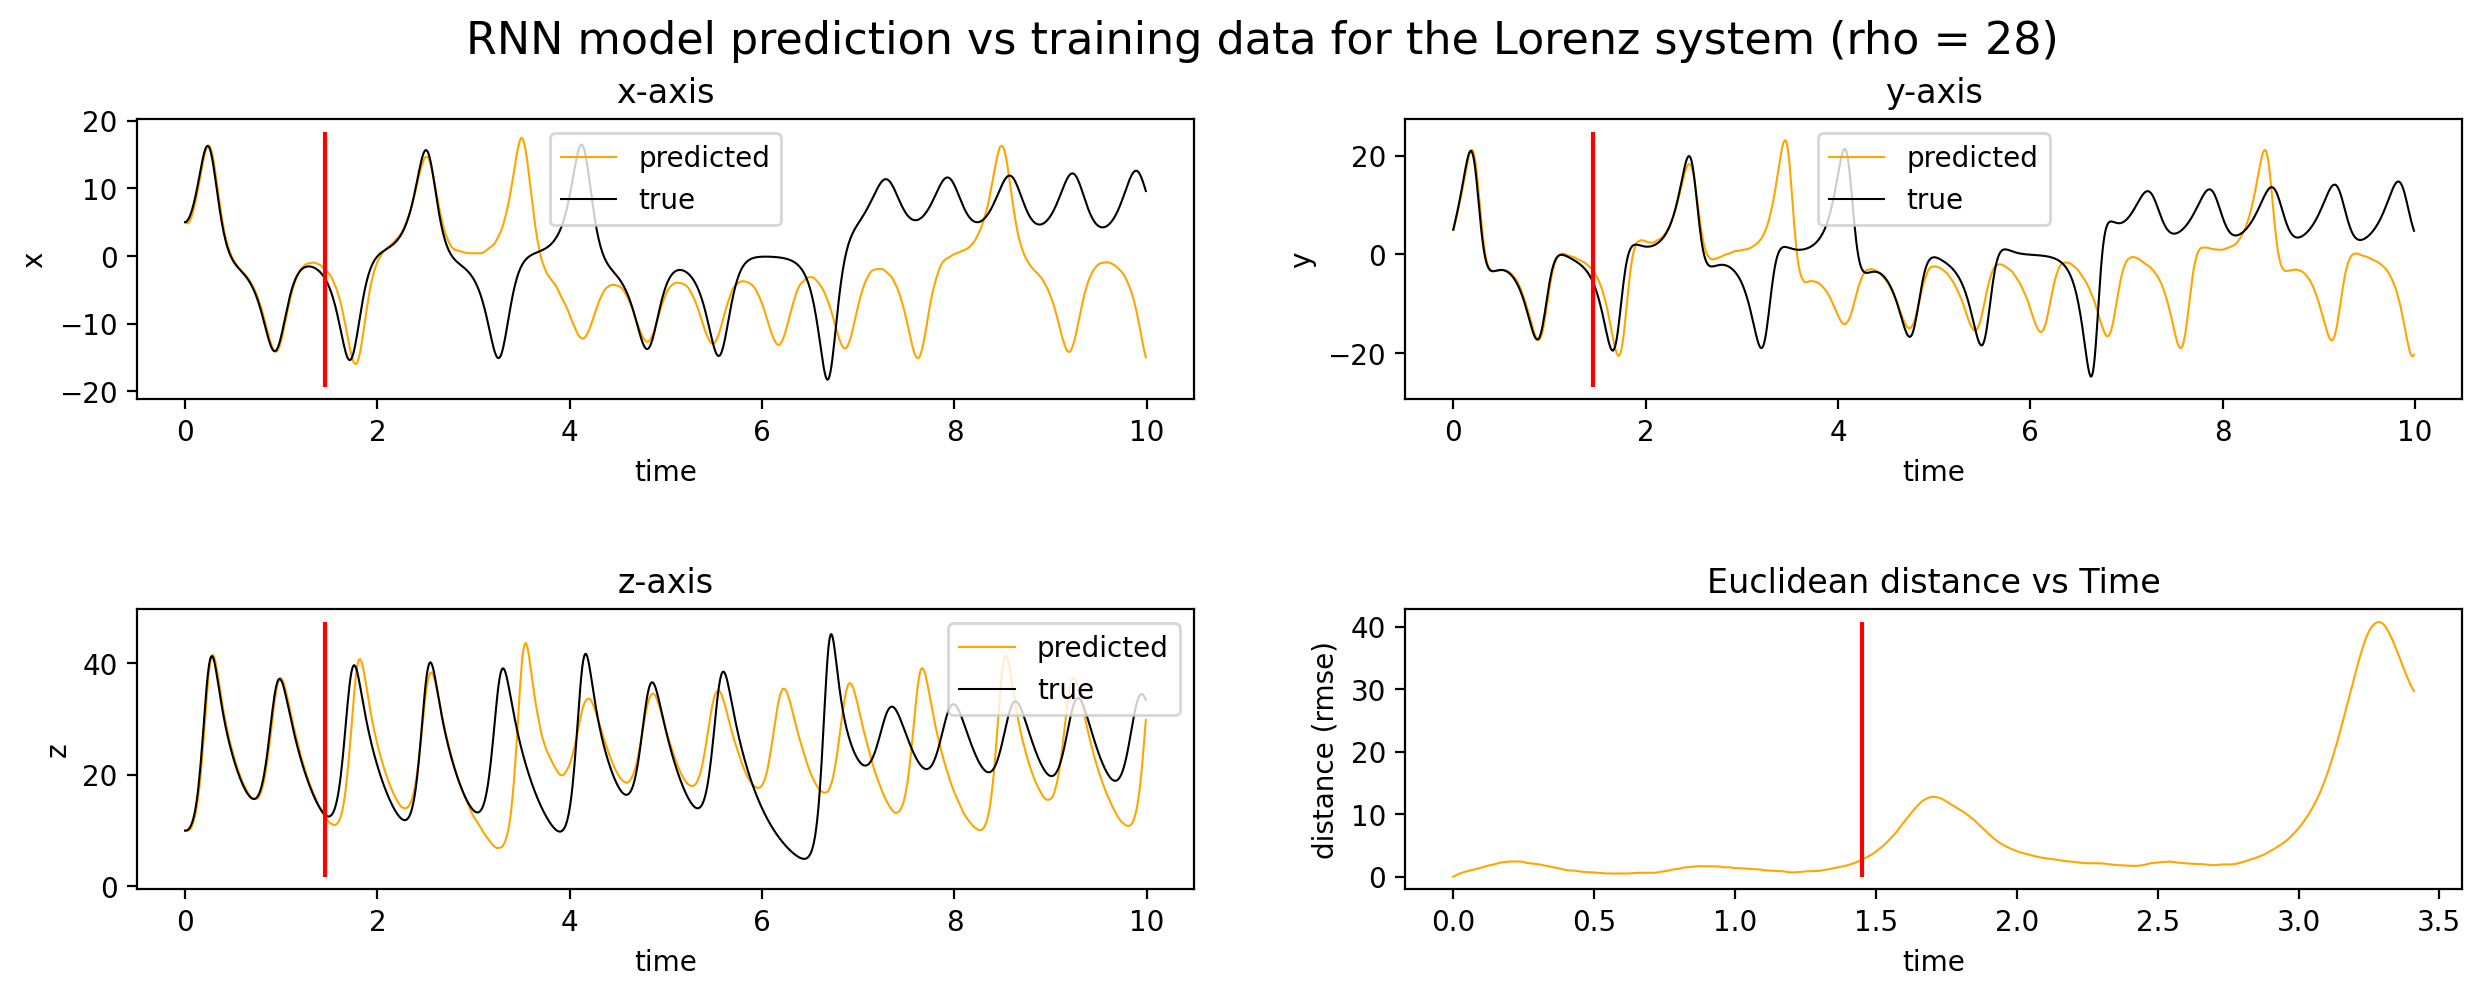 RNN model prediction vs training data for the Lorenz system (rho = 28)
x-axis
20
10
0
−10
−20
x
predicted
true
0 2 4 6 8 10
time
y-axis
20
0
−20
y
predicted
true
0 2 4 6 8 10
time
z-axis
40
20
0
z
predicted
true
0 2 4 6 8 10
time
Euclidean distance vs Time
40
30
20
10
0
distance (rmse)
0.0 0.5 1.0 1.5 2.0 2.5 3.0 3.5
time